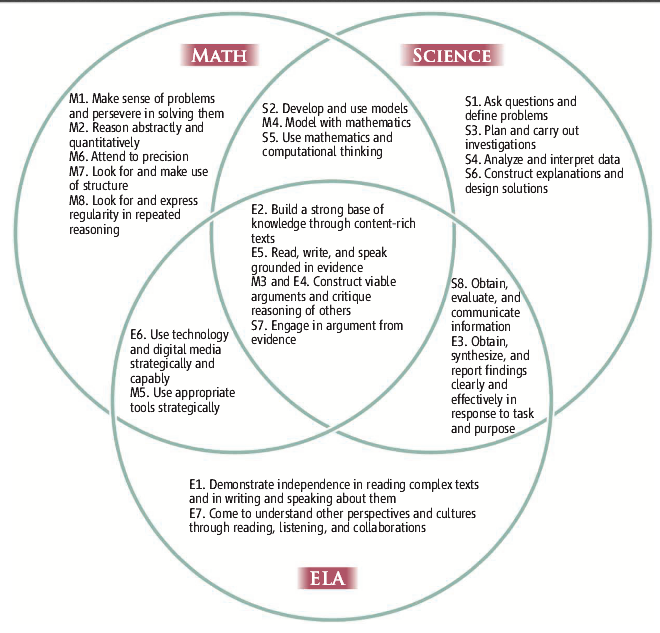 MATH
SCIENCE
M1. Make sense of problems
and persevere in solving them
M2. Reason abstractly and
quantitatively
M6. Attend to precision
M7. Look for and make use
of structure
M8. Look for and express
regularity in repeated
reasoning
S2. Develop and use models
M4. Model with mathematics
S5. Use mathematics and
computational thinking
S1. Ask questions and
define problems
S3. Plan and carry out
investigations
S4. Analyze and interpret data
S6. Construct explanations and
design solutions
E2. Build a strong base of
knowledge through content-rich
texts
E5. Read, write, and speak
grounded in evidence
M3 and E4. Construct viable
arguments and critique
reasoning of others
S7. Engage in argument from
evidence
E6. Use technology
and digital media
strategically and
capably
M5. Use appropriate
tools strategically
S8. Obtain,
evaluate, and
communicate
information
E3. Obtain,
synthesize, and
report findings
clearly and
effectively in
response to task
and purpose
E1. Demonstrate independence in reading complex texts
and in writing and speaking about them
E7. Come to understand other perspectives and cultures
through reading, listening, and collaborations
ELA